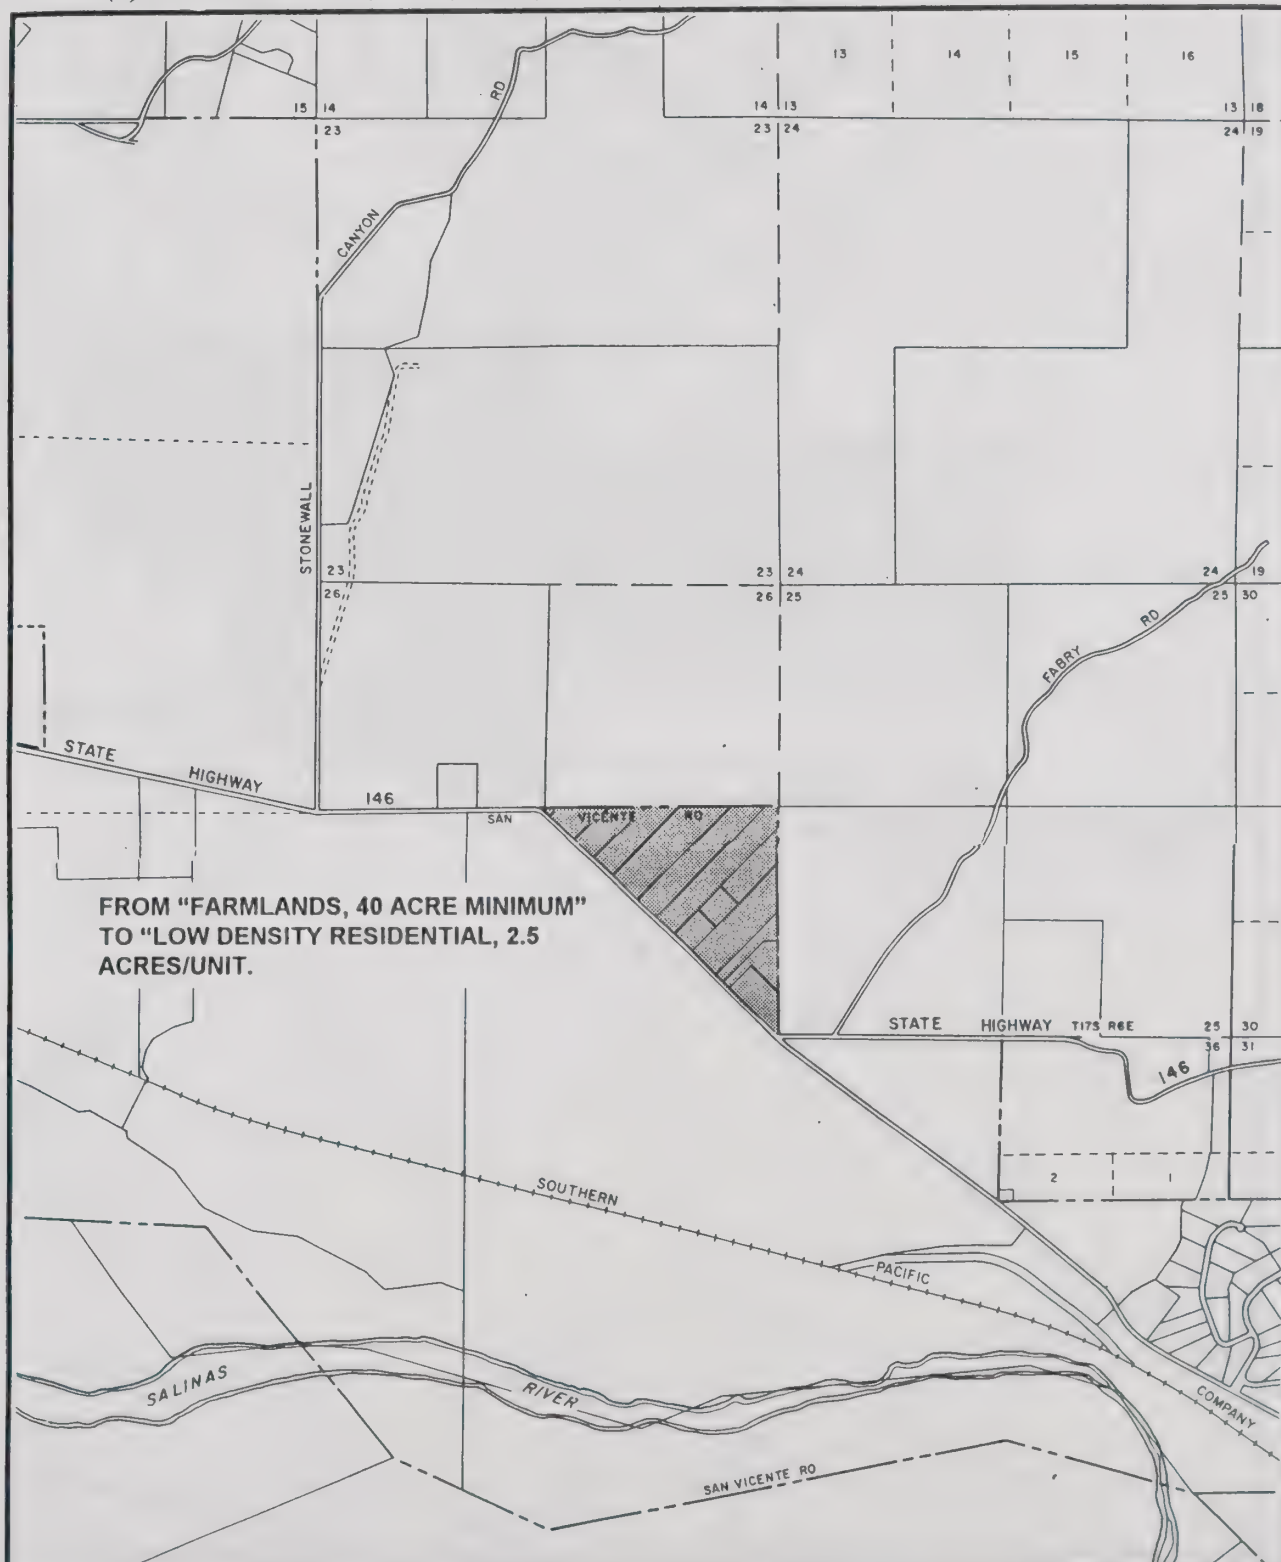 13 14 15 16
15 14 14 13 13 18
23 23 24 24 19
RD
CANYON
STONEWALL
23 23 24 24 19
26 26 25 25 30
FABRY RD
STATE HIGHWAY 146
SAN VICENTE RO
FROM "FARMLANDS, 40 ACRE MINIMUM"
TO "LOW DENSITY RESIDENTIAL, 2.5
ACRES/UNIT.
STATE HIGHWAY T17S R6E 25 30
36 31
146
2 1
SOUTHERN
PACIFIC
COMPANY
SALINAS
RIVER
SAN VICENTE RO